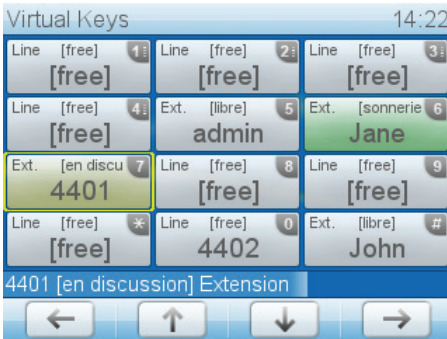 Virtual Keys 14:22
Line [free] 1 Line [free] 2 Line [free] 3
[free] [free] [free]
Line [free] 4 Ext. [libre] 5 Ext. [sonnerie 6
[free] admin Jane
Ext. [en discu 7 Line [free] 8 Line [free] 9
4401 [free] [free]
Line [free] * Line [free] 0 Ext. [libre] #
[free] 4402 John
4401 [en discussion] Extension